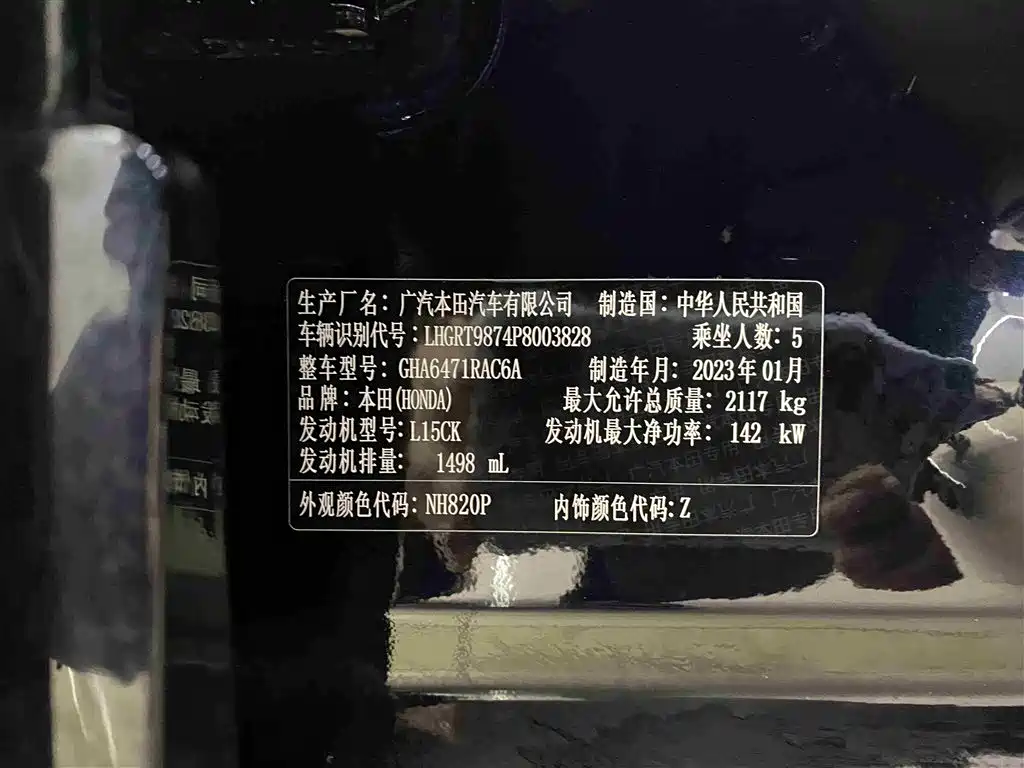 生产厂名：广汽本田汽车有限公司 制造国：中华人民共和国
车辆识别代号：LHGRT9874P8003828 乘坐人数：5
整车型号：GHA6471RAC6A 制造年月：2023年01月
品牌：本田(HONDA) 最大允许总质量：2117 kg
发动机型号：L15CK 发动机最大净功率：142 kW
发动机排量：1498 mL
外观颜色代码：NH820P 内饰颜色代码：Z